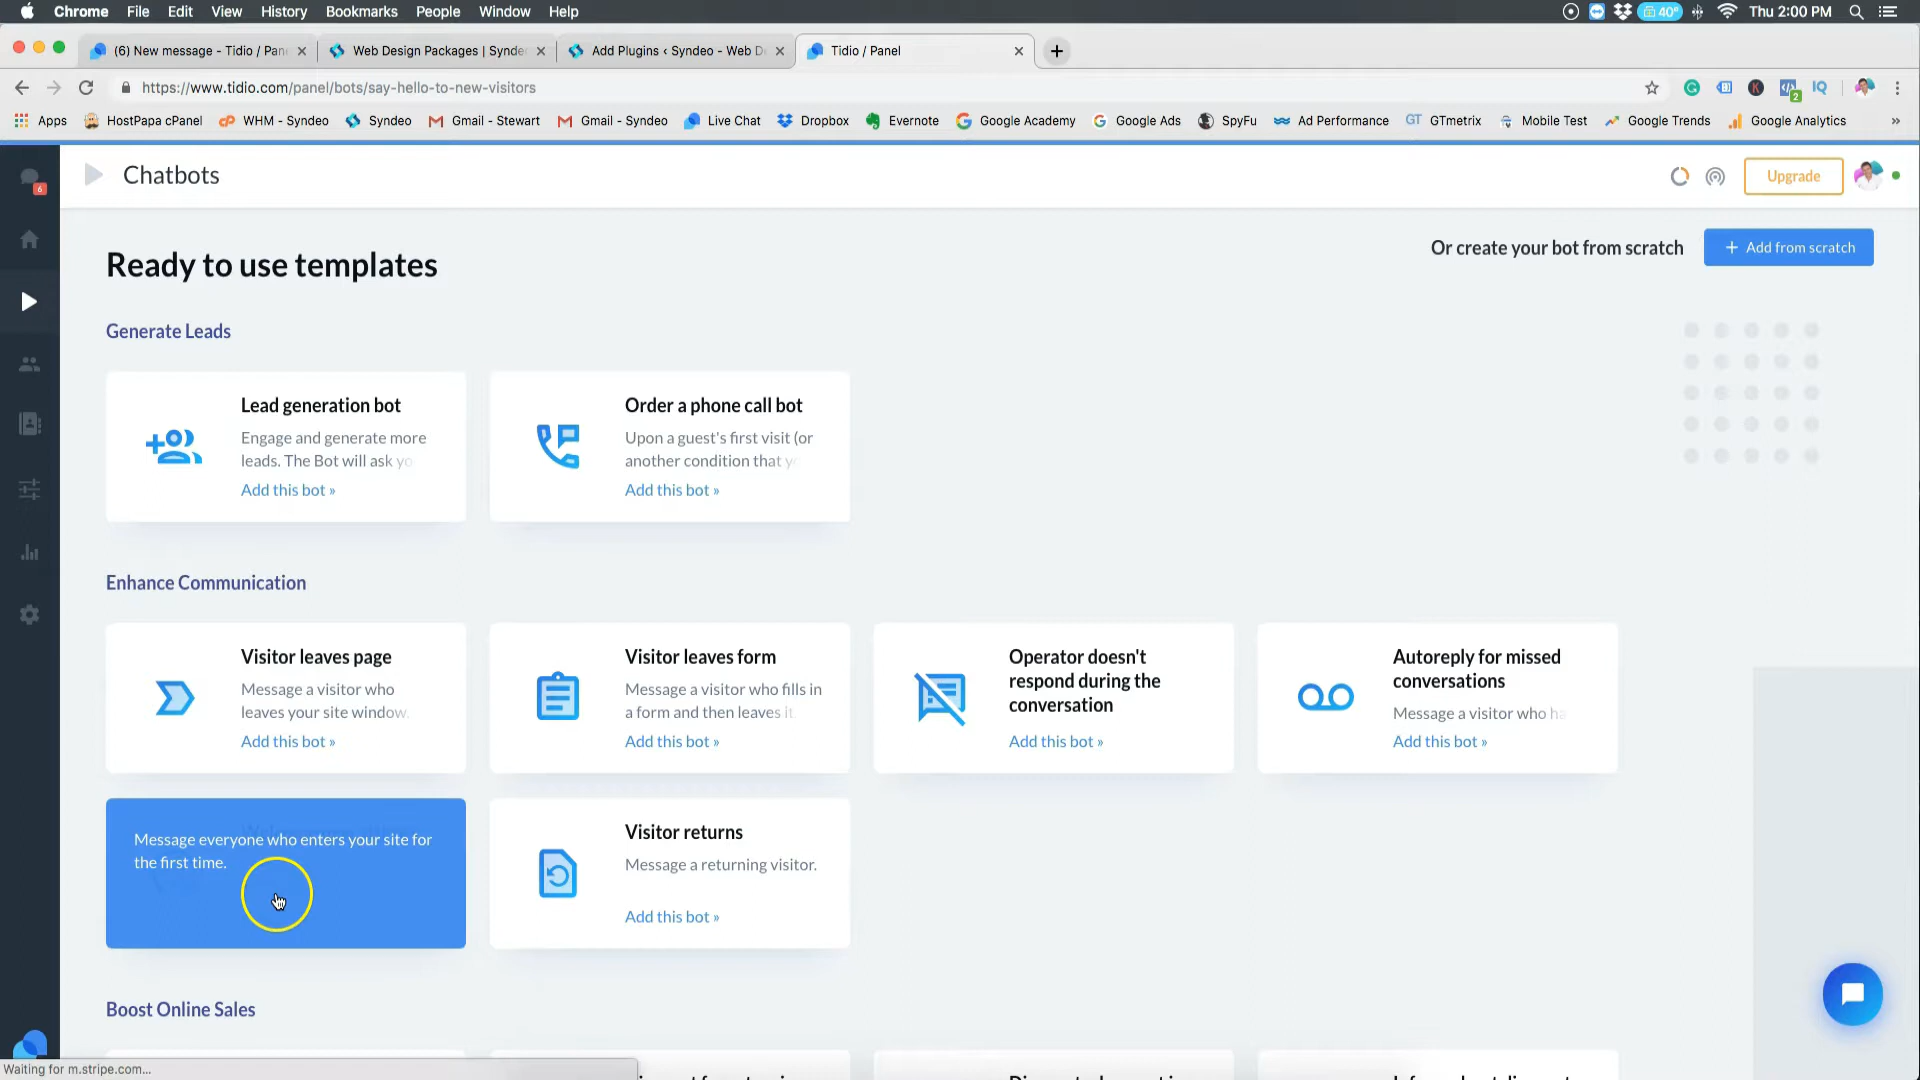 Chrome File Edit View History Bookmarks People Window Help 40° Thu 2:00 PM
(6) New message - Tidio / Pane Web Design Packages | Synde Add Plugins ‹ Syndeo - Web D Tidio / Panel
https://www.tidio.com/panel/bots/say-hello-to-new-visitors
2
Apps HostPapa cPanel WHM - Syndeo Syndeo Gmail - Stewart Gmail - Syndeo Live Chat Dropbox Evernote Google Academy Google Ads SpyFu Ad Performance GTmetrix Mobile Test Google Trends Google Analytics »
6
Chatbots
Upgrade
Ready to use templates
Or create your bot from scratch
+ Add from scratch
Generate Leads
Lead generation bot
Engage and generate more
leads. The Bot will ask yo
Add this bot »
Order a phone call bot
Upon a guest's first visit (or
another condition that y
Add this bot »
Enhance Communication
Visitor leaves page
Message a visitor who
leaves your site window.
Add this bot »
Visitor leaves form
Message a visitor who fills in
a form and then leaves it.
Add this bot »
Operator doesn't
respond during the
conversation
Add this bot »
Autoreply for missed
conversations
Message a visitor who ha
Add this bot »
Message everyone who enters your site for
the first time.
Visitor returns
Message a returning visitor.
Add this bot »
Boost Online Sales
Waiting for m.stripe.com...